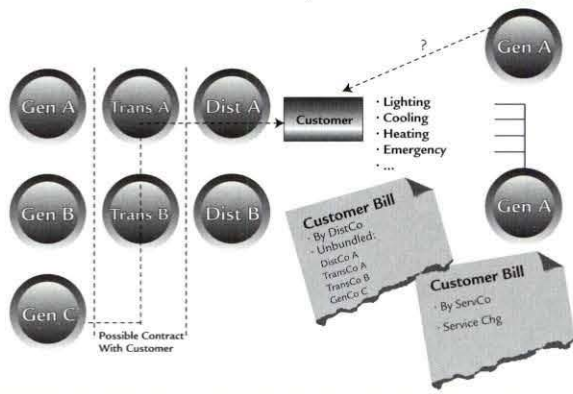 ?
Gen A
Gen A
Trans A
Dist A
Customer
· Lighting
· Cooling
· Heating
· Emergency
· ...
Gen B
Trans B
Dist B
Gen A
Gen C
Possible Contract
With Customer
Customer Bill
· By DistCo
· Unbundled:
DistCo A
TransCo A
TransCo B
GenCo C
Customer Bill
· By ServCo
· Service Chg